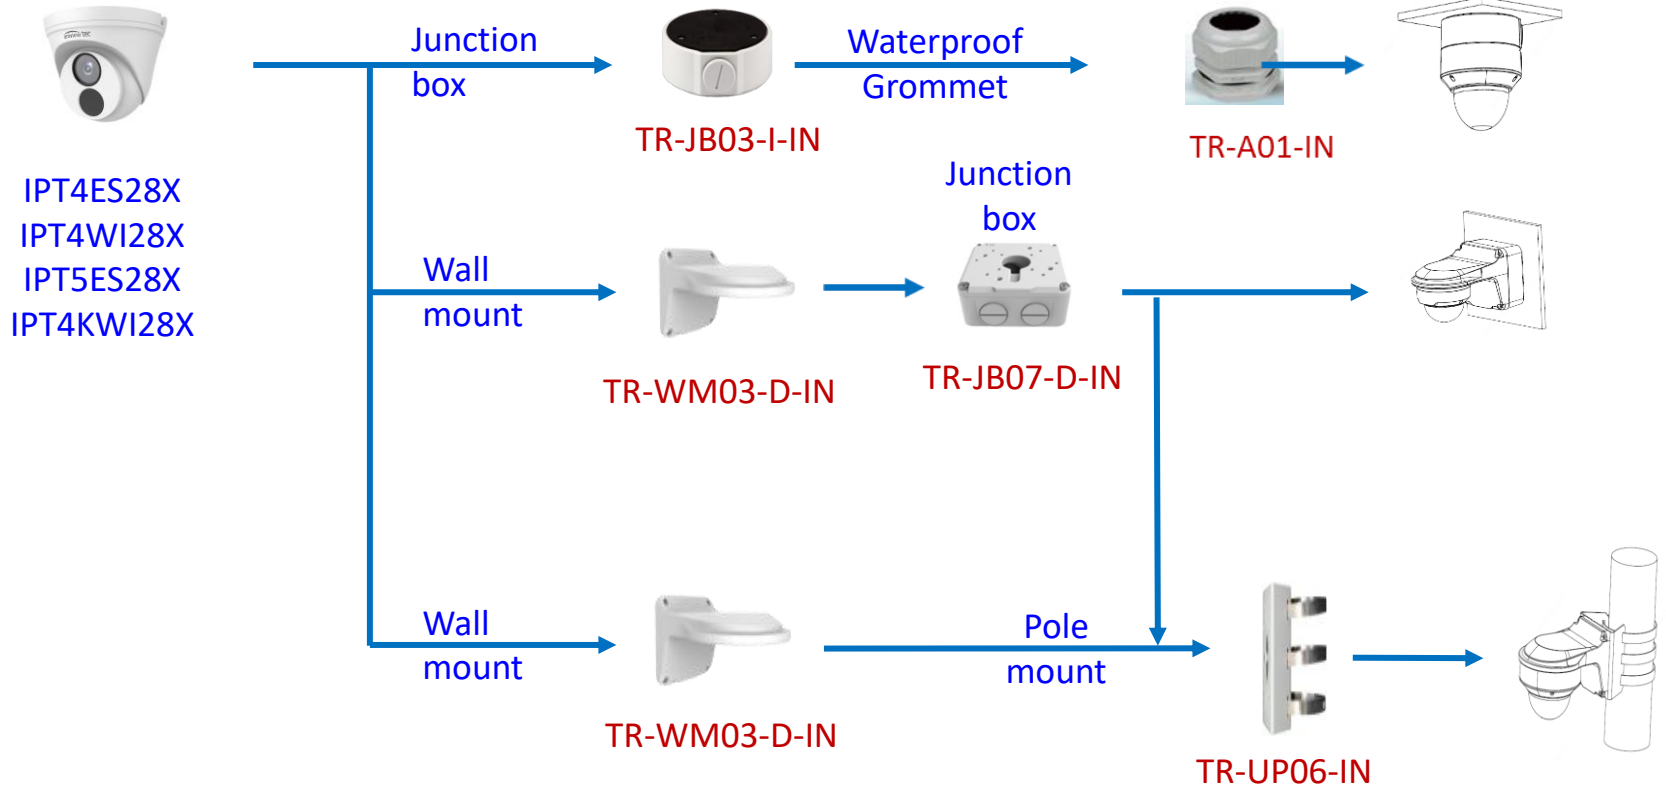 Junction
box
Waterproof
Grommet
TR-JB03-I-IN
TR-A01-IN
IPT4ES28X
IPT4WI28X
IPT5ES28X
IPT4KWI28X
Junction
box
Wall
mount
TR-WM03-D-IN
TR-JB07-D-IN
Wall
mount
Pole
mount
TR-WM03-D-IN
TR-UP06-IN